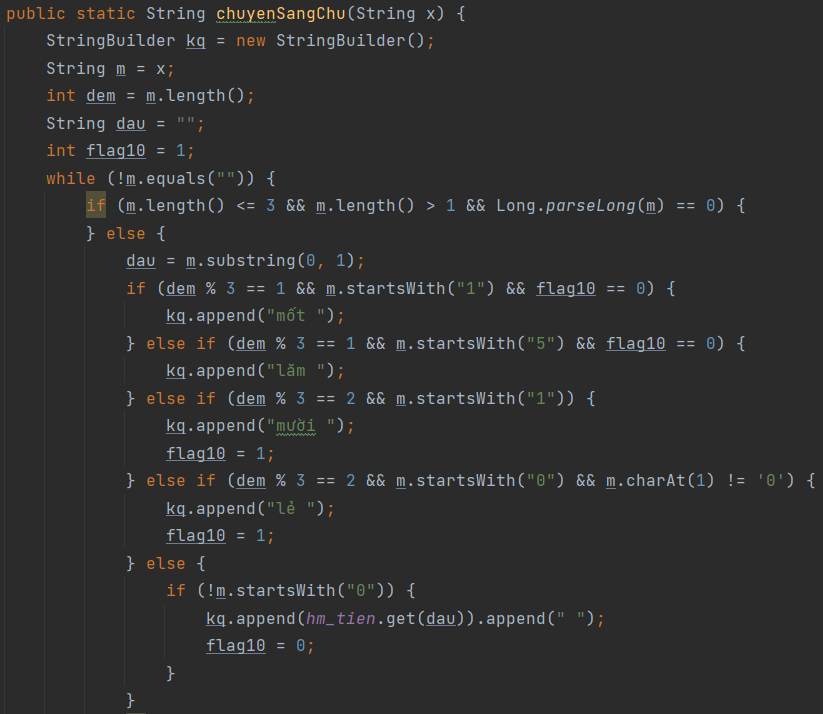 public static String chuyenSangChu(String x) {
    StringBuilder kq = new StringBuilder();
    String m = x;
    int dem = m.length();
    String dau = "";
    int flag10 = 1;
    while (!m.equals("")) {
        if (m.length() <= 3 && m.length() > 1 && Long.parseLong(m) == 0) {
        } else {
            dau = m.substring(0, 1);
            if (dem % 3 == 1 && m.startsWith("1") && flag10 == 0) {
                kq.append("mốt ");
            } else if (dem % 3 == 1 && m.startsWith("5") && flag10 == 0) {
                kq.append("lăm ");
            } else if (dem % 3 == 2 && m.startsWith("1")) {
                kq.append("mười ");
                flag10 = 1;
            } else if (dem % 3 == 2 && m.startsWith("0") && m.charAt(1) != '0') {
                kq.append("lẻ ");
                flag10 = 1;
            } else {
                if (!m.startsWith("0")) {
                    kq.append(hm_tien.get(dau)).append(" ");
                    flag10 = 0;
                }
            }